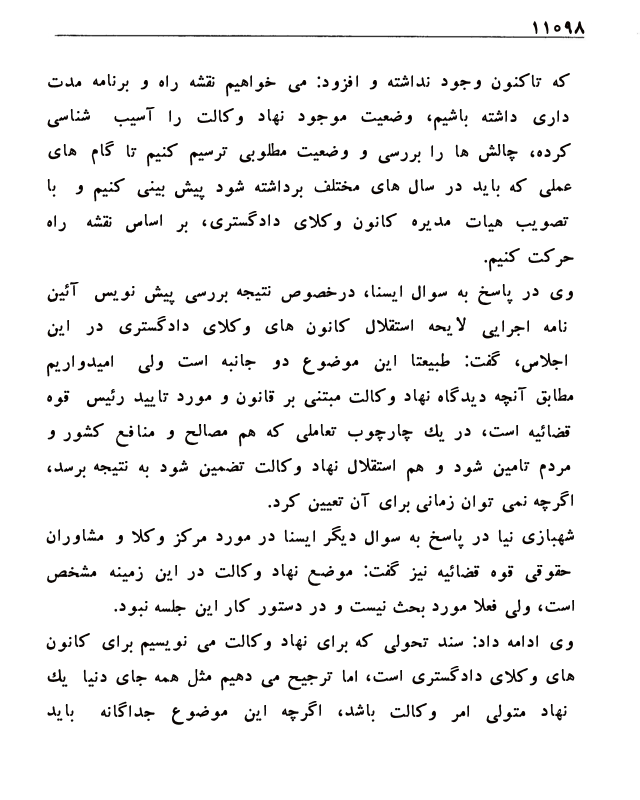 ۱۱۰۹۸
که تاکنون وجود نداشته و افزود: می خواهیم نقشه راه و برنامه مدت
داری داشته باشیم، وضعیت موجود نهاد وکالت را آسیب شناسی
کرده، چالش ها را بررسی و وضعیت مطلوبی ترسیم کنیم تا گام های
عملی که باید در سال های مختلف برداشته شود پیش بینی کنیم و با
تصویب هیات مدیره کانون وکلای دادگستری، بر اساس نقشه راه
حرکت کنیم.
وی در پاسخ به سوال ایسنا، درخصوص نتیجه بررسی پیش نویس آئین
نامه اجرایی لایحه استقلال کانون های وکلای دادگستری در این
اجلاس، گفت: طبیعتا این موضوع دو جانبه است ولی امیدواریم
مطابق آنچه دیدگاه نهاد وکالت مبتنی بر قانون و مورد تایید رئیس قوه
قضائیه است، در یك چارچوب تعاملی که هم مصالح و منافع کشور و
مردم تامین شود و هم استقلال نهاد وکالت تضمین شود به نتیجه برسد،
اگرچه نمی توان زمانی برای آن تعیین کرد.
شهبازی نیا در پاسخ به سوال دیگر ایسنا در مورد مرکز وکلا و مشاوران
حقوقی قوه قضائیه نیز گفت: موضع نهاد وکالت در این زمینه مشخص
است، ولی فعلا مورد بحث نیست و در دستور کار این جلسه نبود.
وی ادامه داد: سند تحولی که برای نهاد وکالت می نویسیم برای کانون
های وکلای دادگستری است، اما ترجیح می دهیم مثل همه جای دنیا یك
نهاد متولی امر وکالت باشد، اگرچه این موضوع جداگانه باید